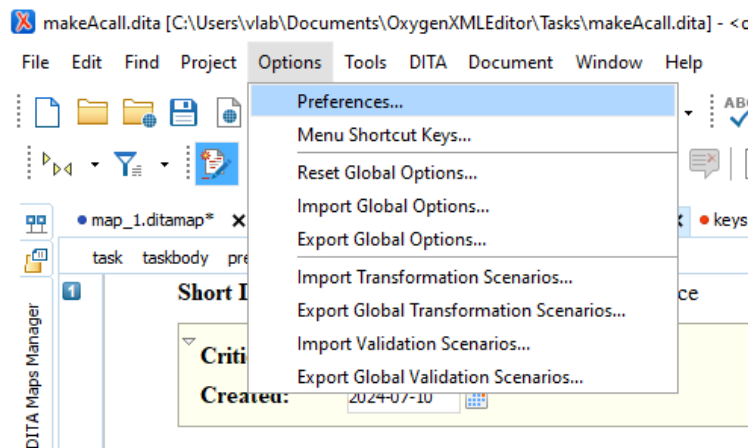 makeAcall.dita [C:\Users\vlab\Documents\OxygenXMLEditor\Tasks\makeAcall.dita] - <
File Edit Find Project Options Tools DITA Document Window Help
Preferences...
Menu Shortcut Keys...
Reset Global Options...
Import Global Options...
Export Global Options...
Import Transformation Scenarios...
Export Global Transformation Scenarios...
Import Validation Scenarios...
Export Global Validation Scenarios...
map_1.ditamap*
keys
task taskbody
1
Short
Created: 2024-07-10
DITA Maps Manager